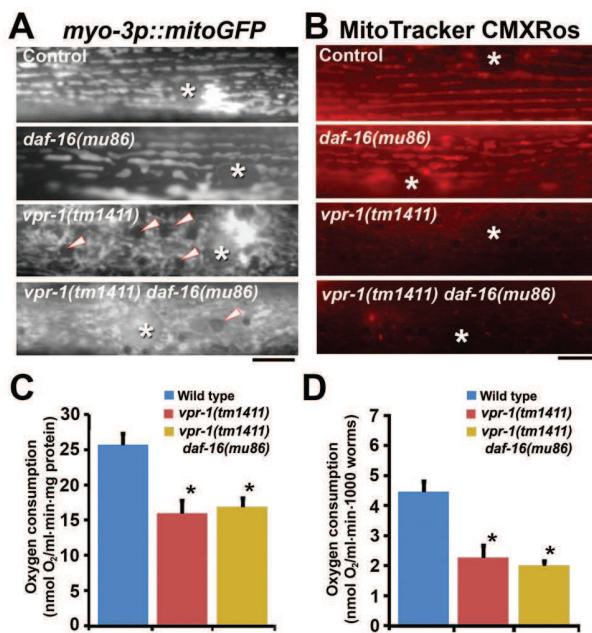 A myo-3p::mitoGFP
Control
*
daf-16(mu86)
*
vpr-1(tm1411)
*
vpr-1(tm1411) daf-16(mu86)
*
B MitoTracker CMXRos
Control
*
daf-16(mu86)
*
vpr-1(tm1411)
*
vpr-1(tm1411) daf-16(mu86)
*
C
Wild type
vpr-1(tm1411)
vpr-1(tm1411)
daf-16(mu86)
Oxygen consumption
(nmol O₂/ml-min-mg protein)
30
25
20
15
10
5
0
*
*
D
Wild type
vpr-1(tm1411)
vpr-1(tm1411)
daf-16(mu86)
Oxygen consumption
(nmol O₂/ml-min-1000 worms)
7
6
5
4
3
2
1
0
*
*